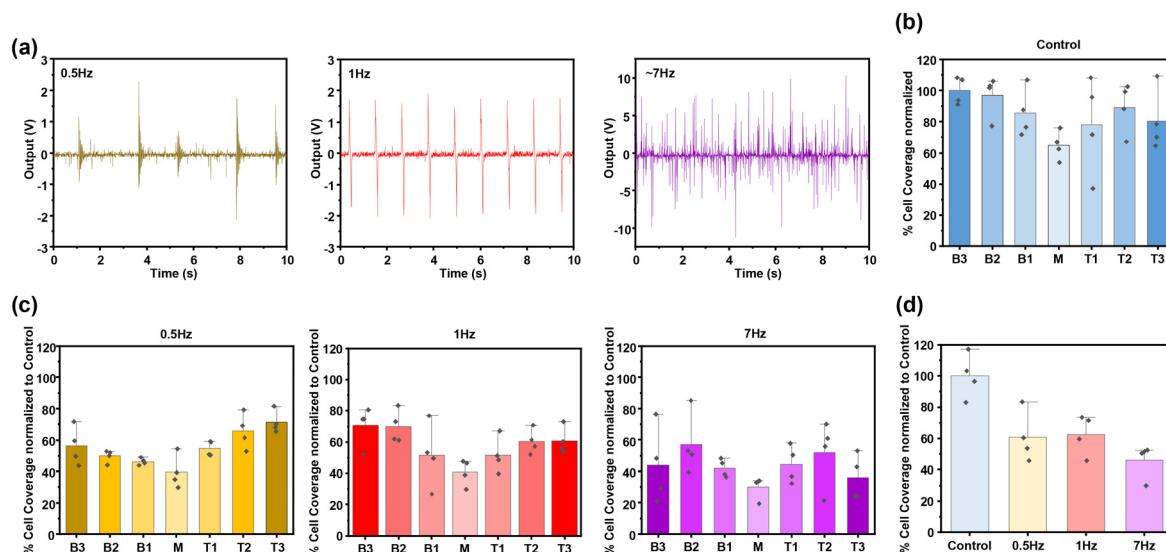 (a)
0.5Hz
Output (V)
3
2
1
0
-1
-2
-3
0 2 4 6 8 10
Time (s)
1Hz
Output (V)
3
2
1
0
-1
-2
-3
0 2 4 6 8 10
Time (s)
~7Hz
Output (V)
10
5
0
-5
-10
0 2 4 6 8 10
Time (s)
(b)
Control
% Cell Coverage normalized
120
100
80
60
40
20
0
B3 B2 B1 M T1 T2 T3
(c)
0.5Hz
% Cell Coverage normalized to Control
120
100
80
60
40
20
0
B3 B2 B1 M T1 T2 T3
1Hz
% Cell Coverage normalized to Control
120
100
80
60
40
20
0
B3 B2 B1 M T1 T2 T3
7Hz
% Cell Coverage normalized to Control
120
100
80
60
40
20
0
B3 B2 B1 M T1 T2 T3
(d)
% Cell Coverage normalized to Control
120
100
80
60
40
20
0
Control 0.5Hz 1Hz 7Hz